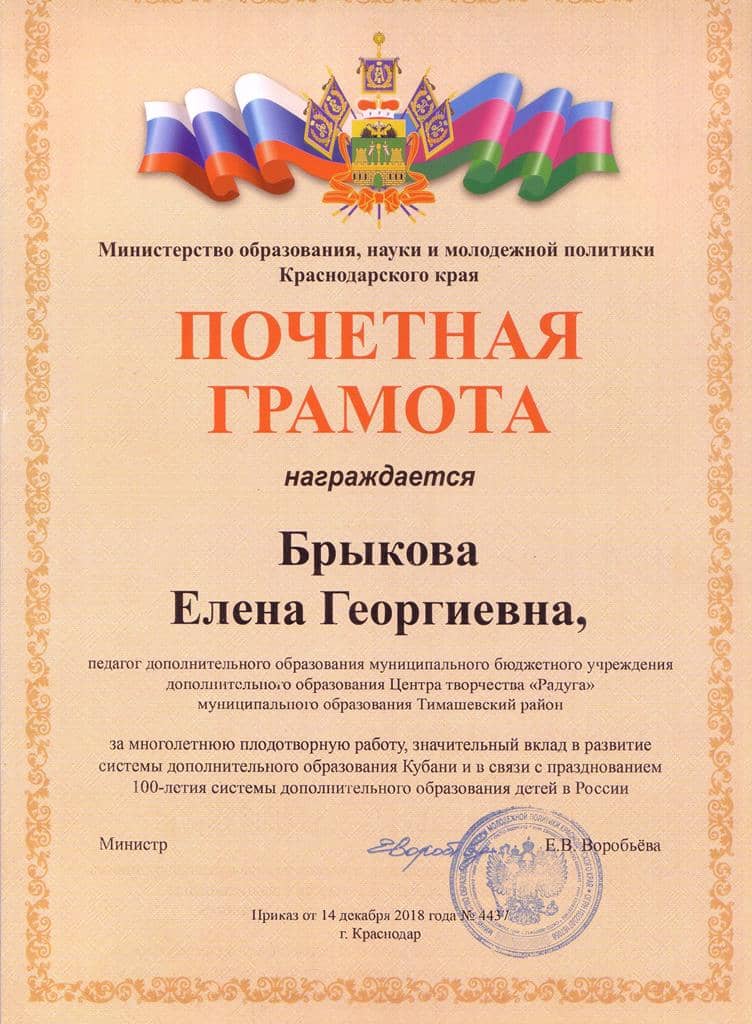 Министерство образования, науки и молодежной политики
Краснодарского края
ПОЧЕТНАЯ
ГРАМОТА
награждается
Брыкова
Елена Георгиевна,
педагог дополнительного образования муниципального бюджетного учреждения
дополнительного образования Центра творчества «Радуга»
муниципального образования Тимашевский район
за многолетнюю плодотворную работу, значительный вклад в развитие
системы дополнительного образования Кубани и в связи с празднованием
100-летия системы дополнительного образования детей в России
Министр
Е.В. Воробьёва
Приказ от 14 декабря 2018 года № 4437
г. Краснодар